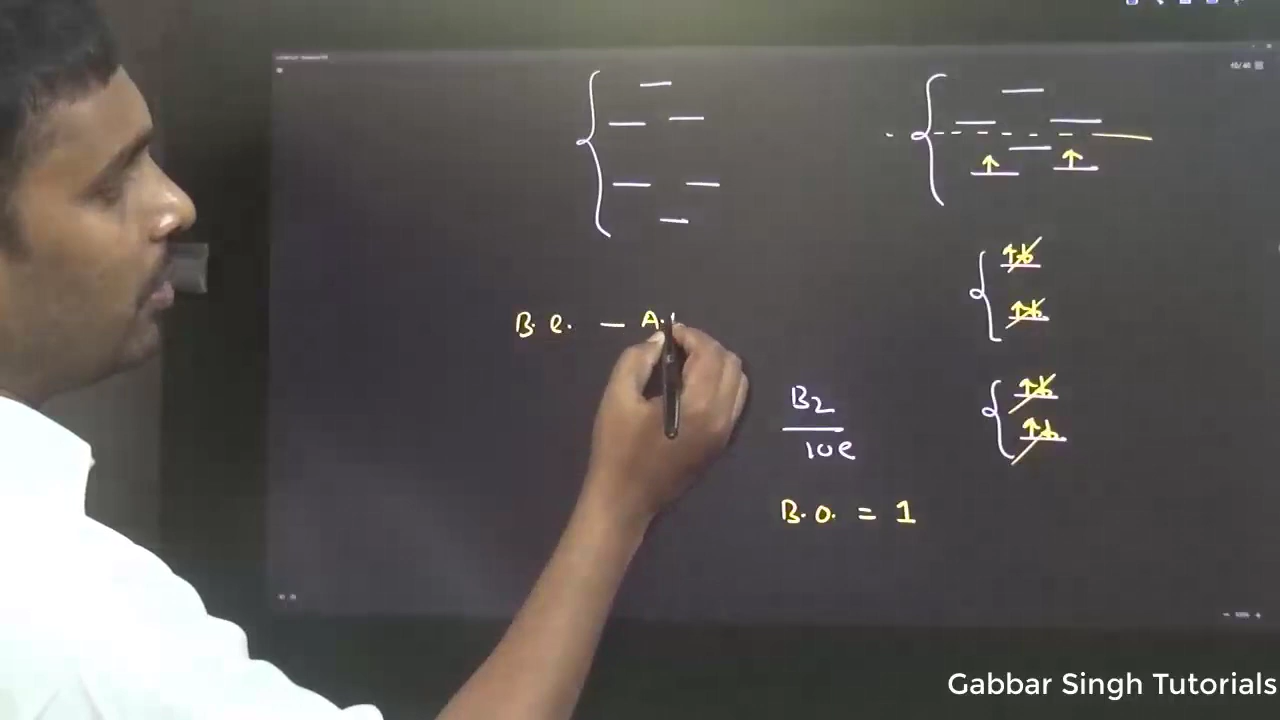 B.e. - A.
B2
10e
B.O. = 1
Gabbar Singh Tutorials